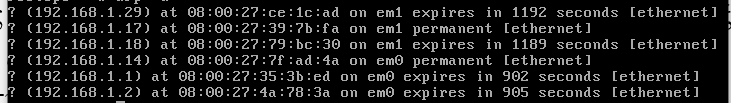 ? (192.168.1.29) at 08:00:27:ce:1c:ad on em1 expires in 1192 seconds [ethernet]
? (192.168.1.17) at 08:00:27:39:7b:fa on em1 permanent [ethernet]
? (192.168.1.18) at 08:00:27:79:bc:30 on em1 expires in 1189 seconds [ethernet]
? (192.168.1.14) at 08:00:27:7f:ad:4a on em0 permanent [ethernet]
? (192.168.1.1) at 08:00:27:35:3b:ed on em0 expires in 902 seconds [ethernet]
? (192.168.1.2) at 08:00:27:4a:78:3a on em0 expires in 905 seconds [ethernet]